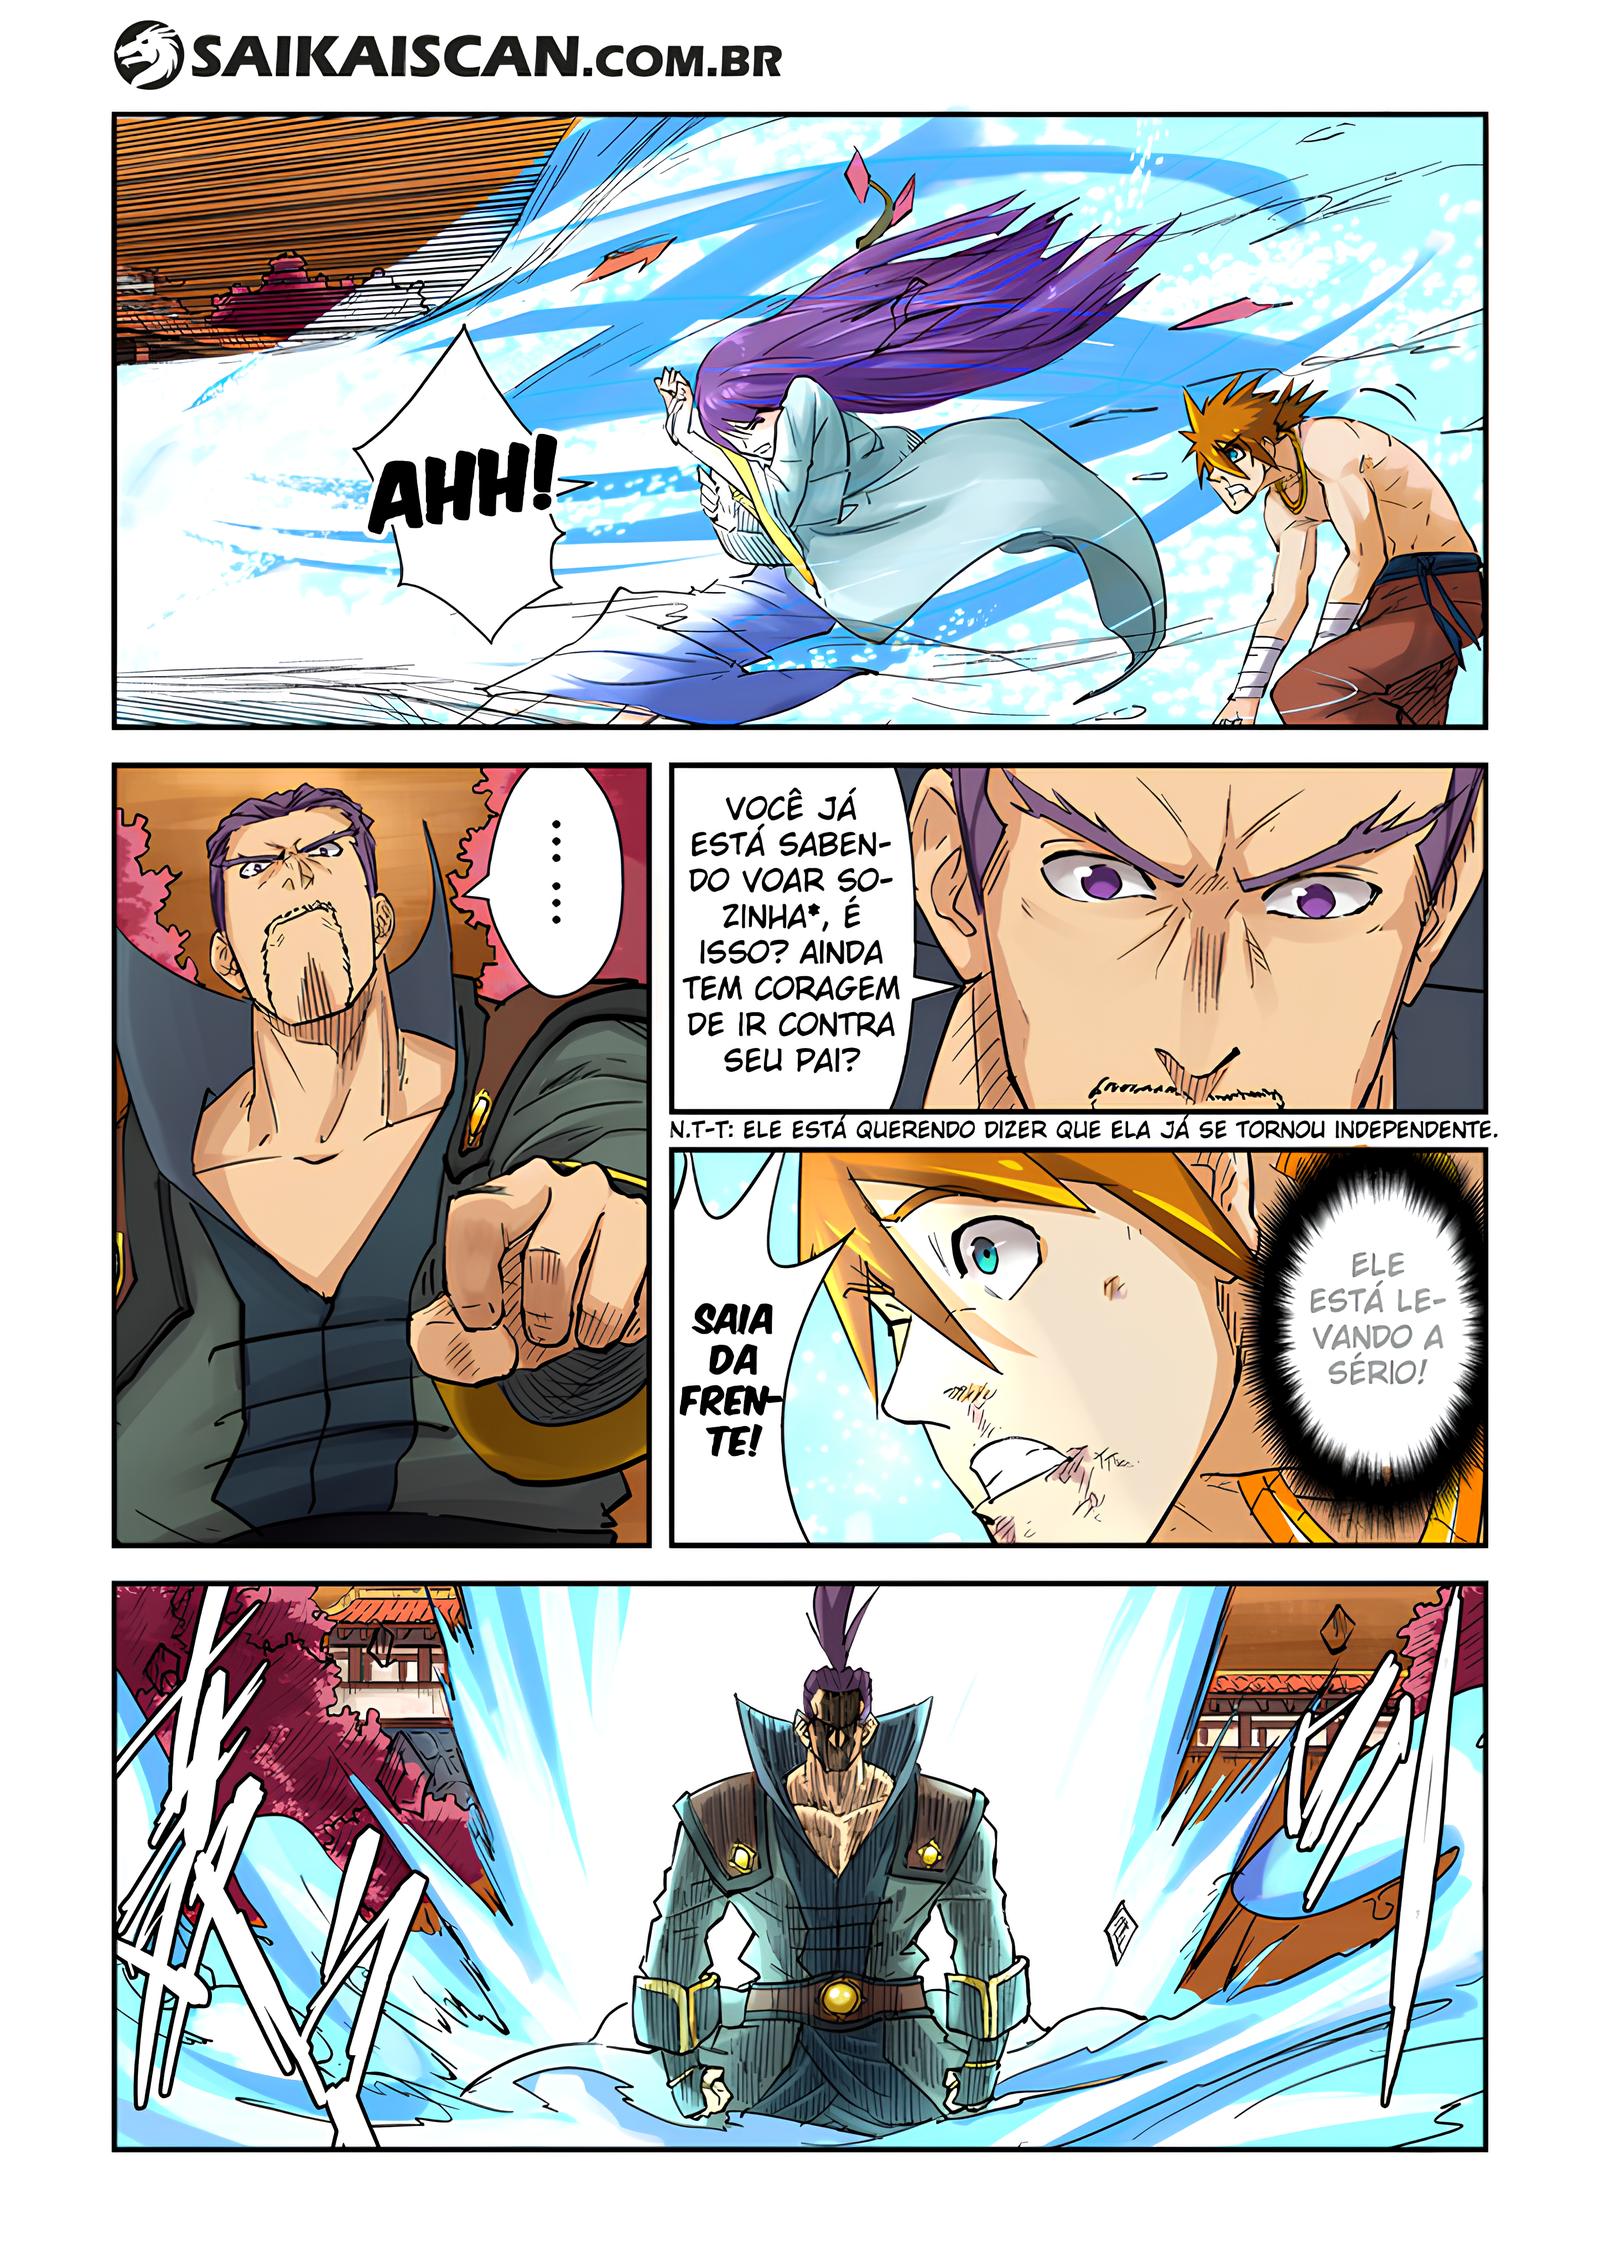 SAIKAISCAN.COM.BR
AHH!
......
VOCÊ JÁ
ESTÁ SABEN-
DO VOAR SO-
ZINHA*, É
ISSO? AINDA
TEM CORAGEM
DE IR CONTRA
SEU PAI?
N.T-T: ELE ESTÁ QUERENDO DIZER QUE ELA JÁ SE TORNOU INDEPENDENTE.
SAIA
DA
FREN-
TE!
ELE
ESTÁ LE-
VANDO A
SÉRIO!